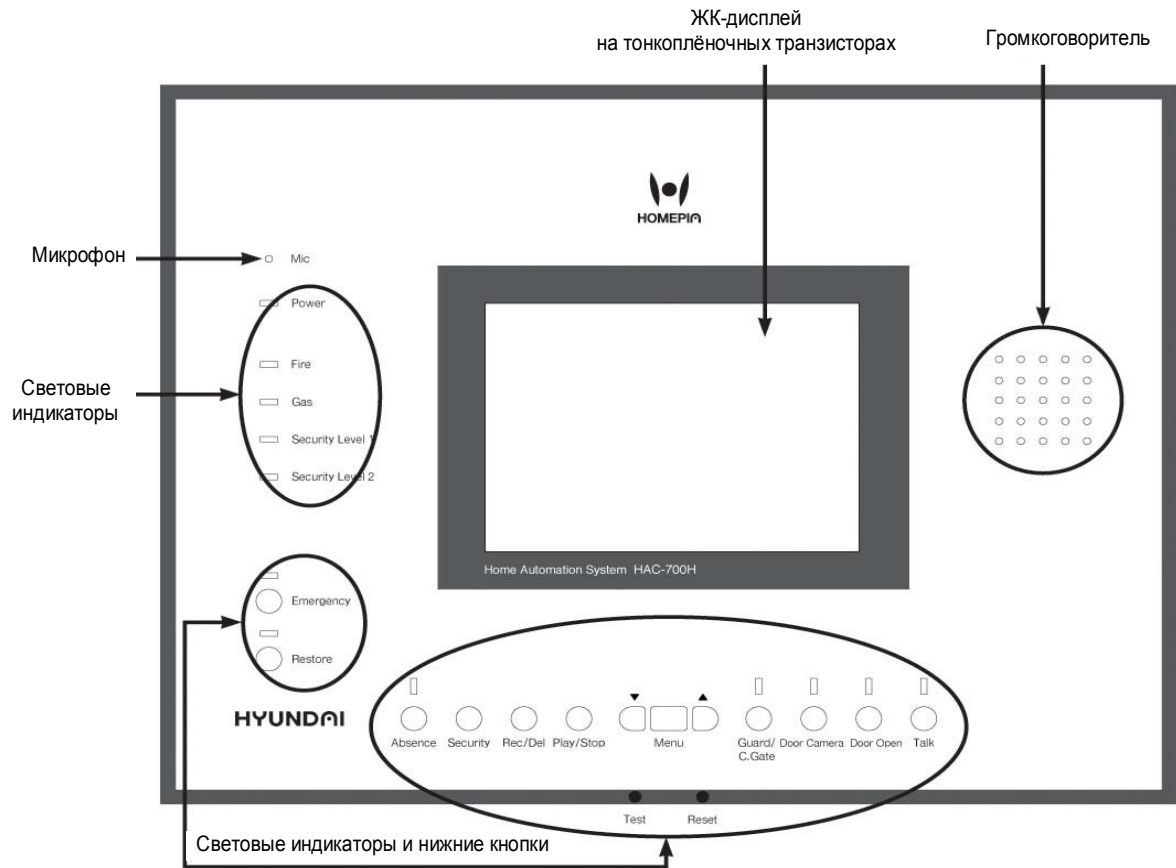 ЖК-дисплей
на тонкоплёночных транзисторах
Громкоговоритель
HOMEPIA
Микрофон
Mic
Power
Fire
Световые
индикаторы
Gas
Security Level 1
Security Level 2
Home Automation System HAC-700H
Emergency
Restore
HYUNDAI
Absence
Security
Rec/Del
Play/Stop
Menu
Guard/
C.Gate
Door Camera
Door Open
Talk
Test
Reset
Световые индикаторы и нижние кнопки